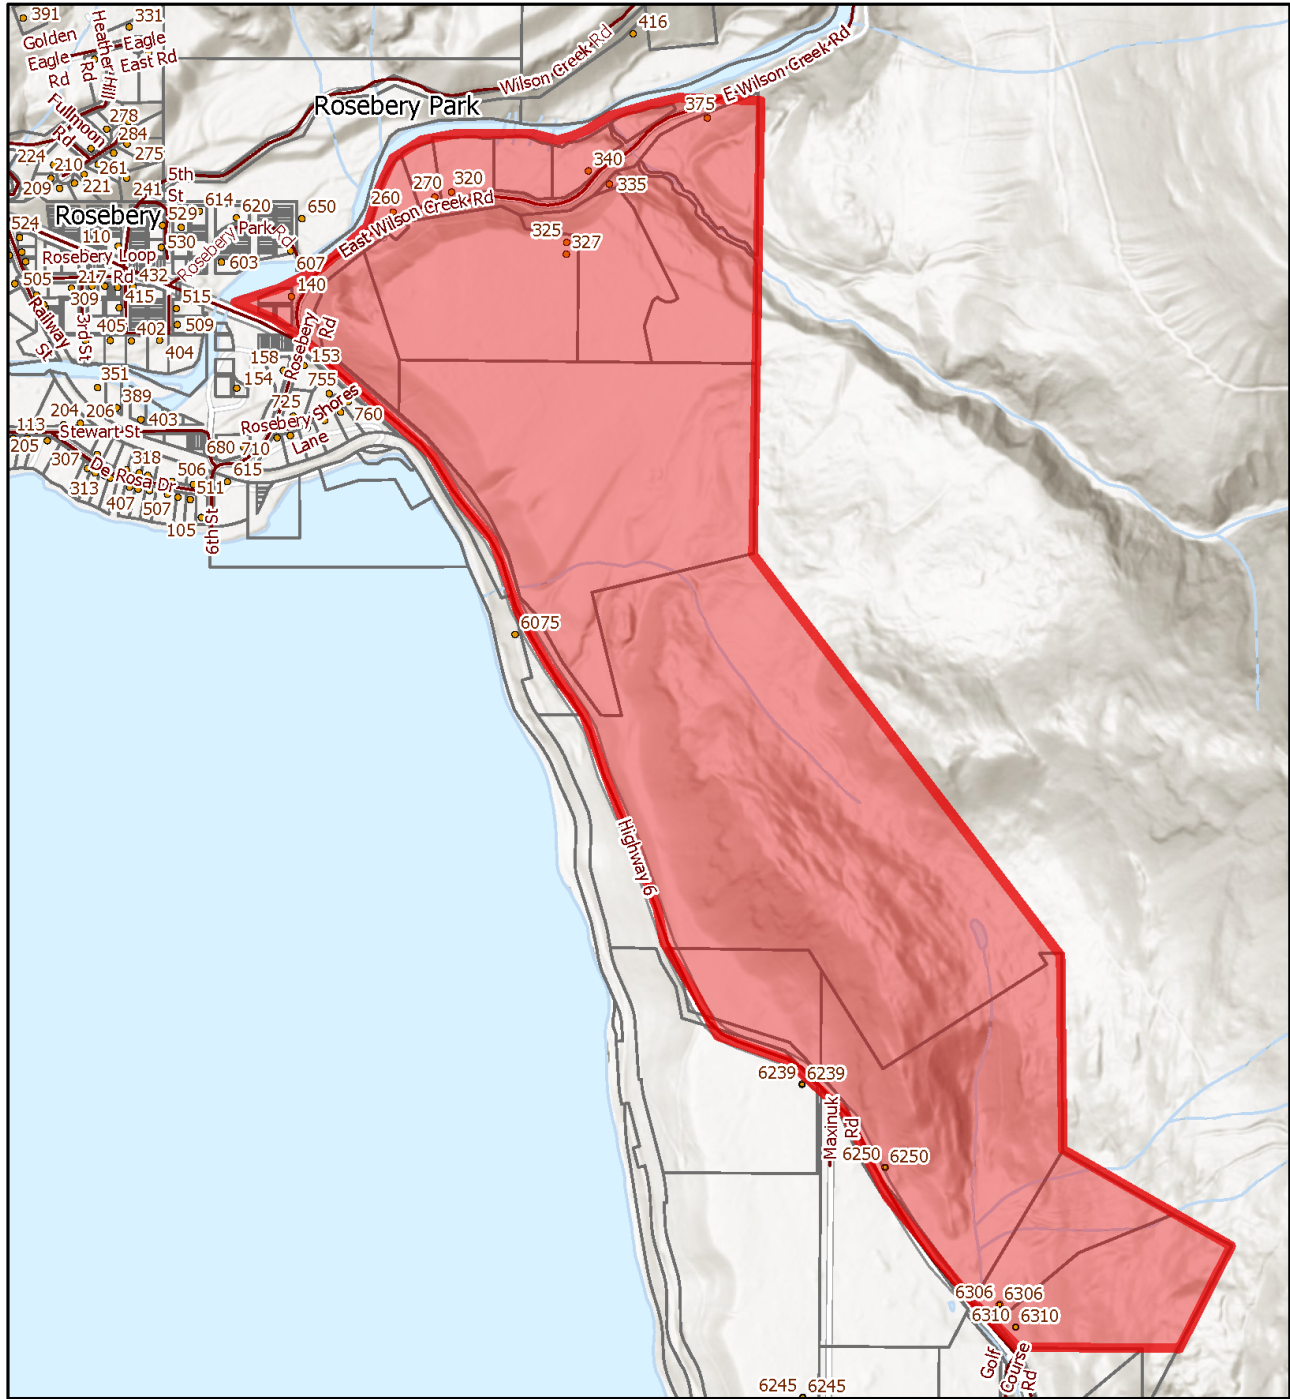 391
331
416
Golden
Eagle
Rd
Heather Hill
Rd
Eagle
East Rd
Wilson Creek Rd
E Wilson Creek Rd
375
Rosebery Park
Fullmoon
Rd
278
284
224
210
261
275
209
221
241
5th
St
340
335
260
270
320
East Wilson Creek Rd
Rosebery
529
614
620
650
524
110
530
Rosebery Park Rd
325
327
Rosebery Loop
Rd
603
607
505
217
432
140
309
415
515
Railway
St
3rd St
405
402
509
404
Rosebery
Rd
158
153
351
154
755
389
725
760
204
206
403
Rosebery Shores
Lane
113
Stewart St
205
680
710
307
De Rosa Dr
318
506
615
313
407
507
511
105
6th St
6075
Highway 6
6239
6239
Maxinuk
Rd
6250
6250
6306
6306
6310
6310
Golf
Course
Rd
6245
6245